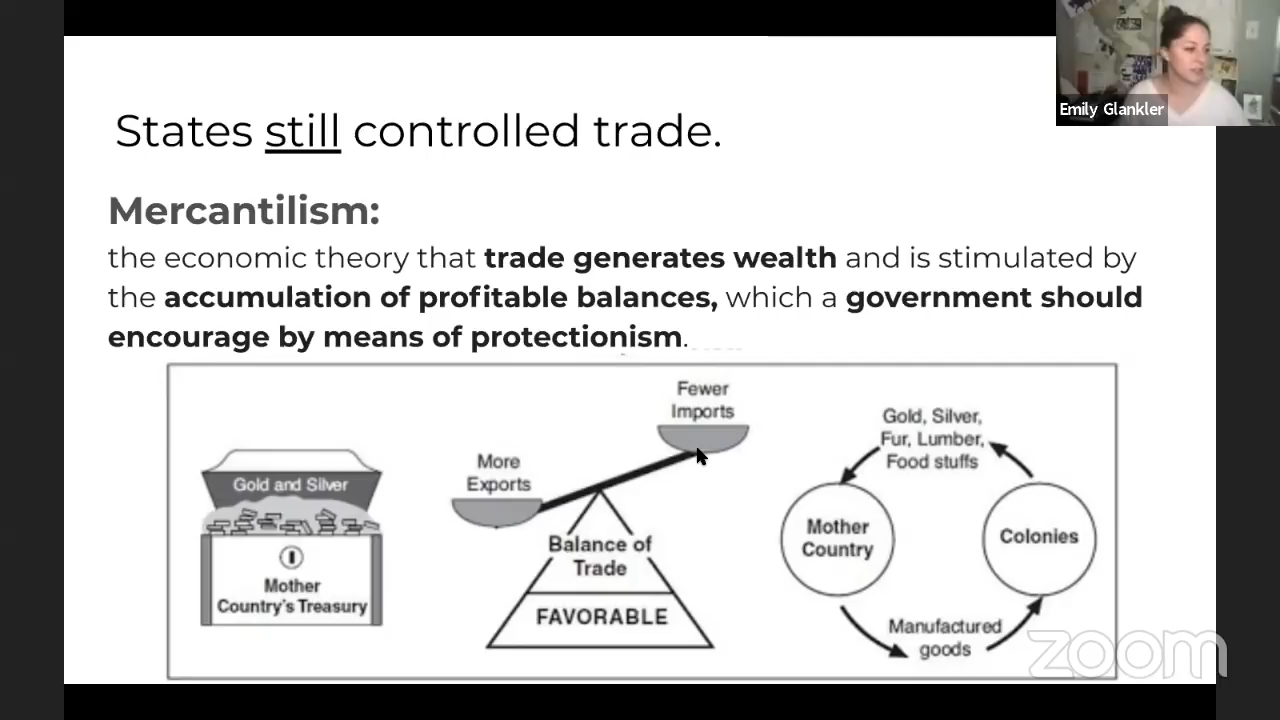 Emily Glankler
States still controlled trade.
Mercantilism:
the economic theory that trade generates wealth and is stimulated by
the accumulation of profitable balances, which a government should
encourage by means of protectionism.
Gold and Silver
Mother
Country's Treasury
More
Exports
Fewer
Imports
Balance of
Trade
FAVORABLE
Gold, Silver,
Fur, Lumber,
Food stuffs
Mother
Country
Colonies
Manufactured
goods
zoom